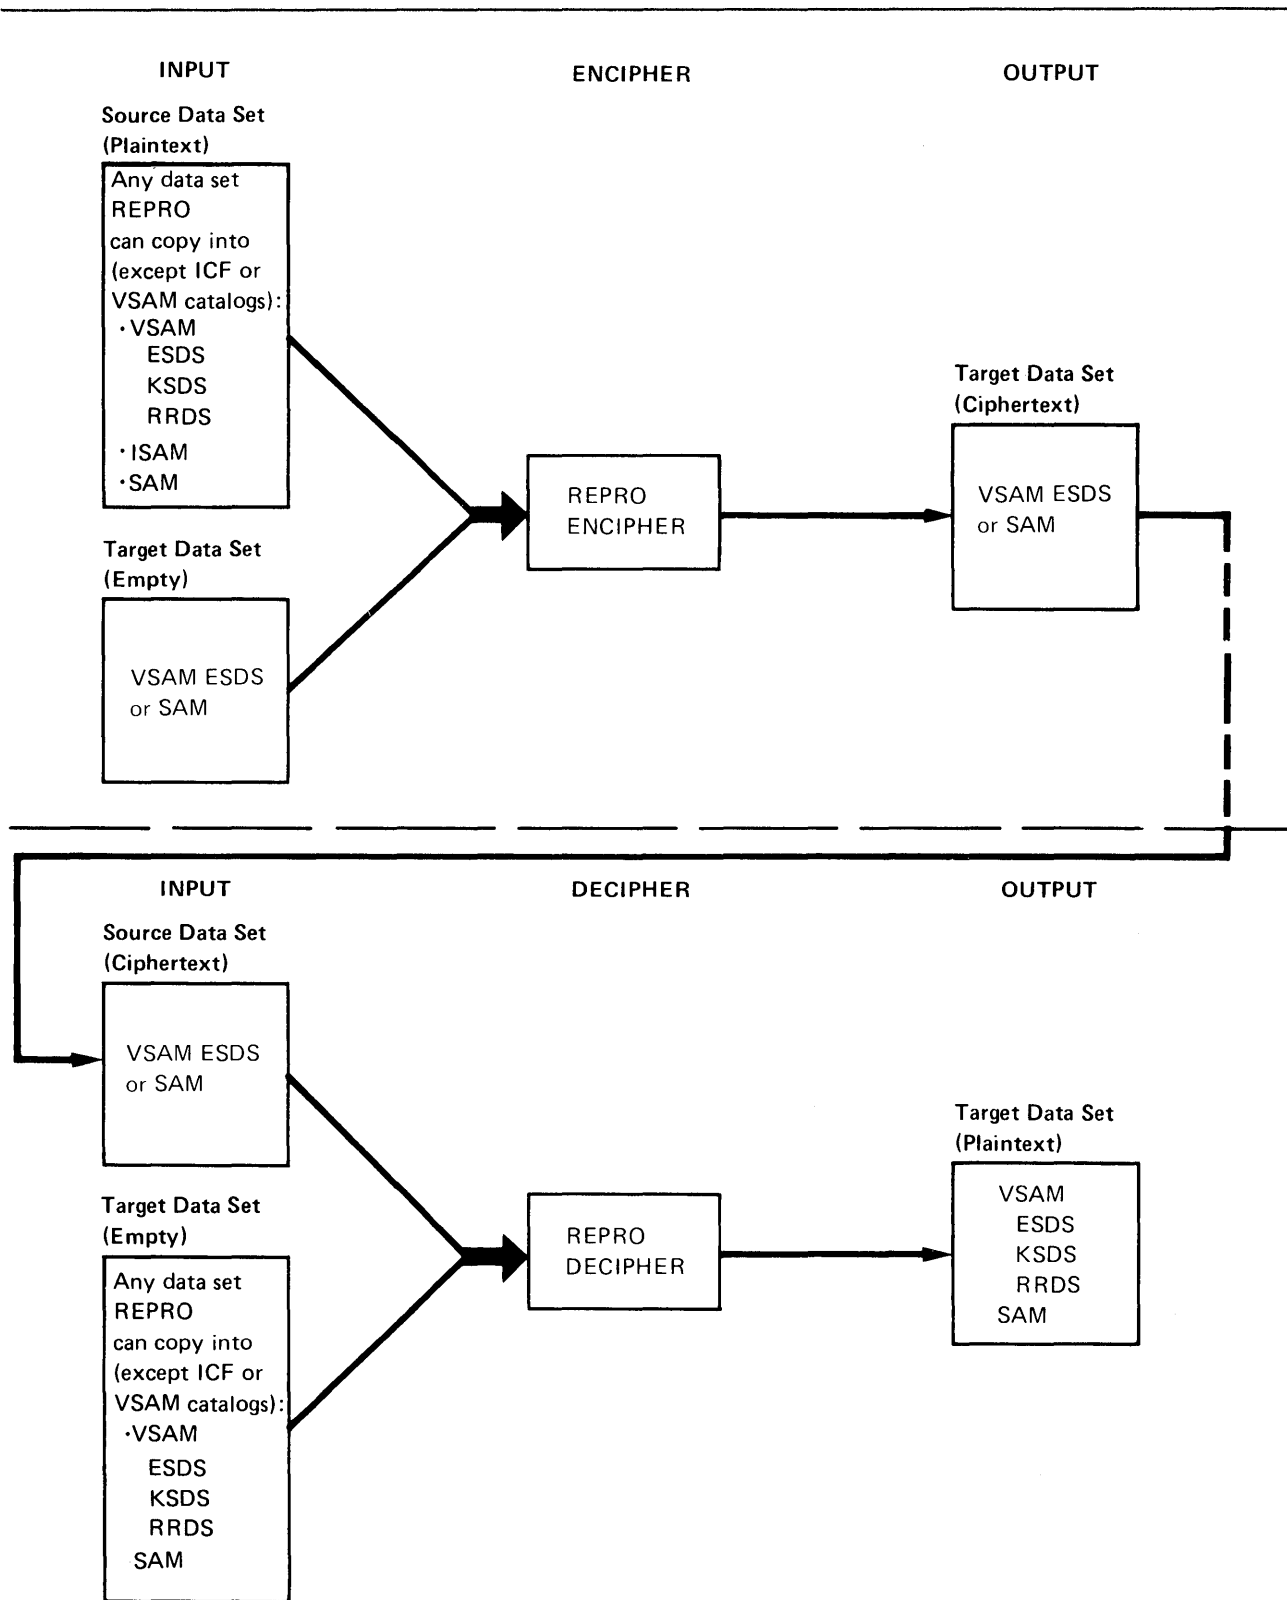 INPUT
ENCIPHER
OUTPUT
Source Data Set
(Plaintext)
Any data set
REPRO
can copy into
(except ICF or
VSAM catalogs):
·VSAM
ESDS
KSDS
RRDS
·ISAM
·SAM
Target Data Set
(Empty)
VSAM ESDS
or SAM
REPRO
ENCIPHER
Target Data Set
(Ciphertext)
VSAM ESDS
or SAM
INPUT
DECIPHER
OUTPUT
Source Data Set
(Ciphertext)
VSAM ESDS
or SAM
Target Data Set
(Empty)
Any data set
REPRO
can copy into
(except ICF or
VSAM catalogs):
·VSAM
ESDS
KSDS
RRDS
SAM
REPRO
DECIPHER
Target Data Set
(Plaintext)
VSAM
ESDS
KSDS
RRDS
SAM